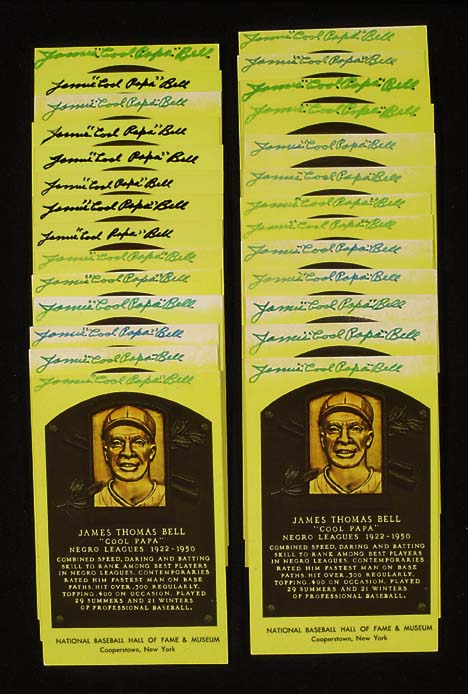 James "Cool Papa" Bell
James "Cool Papa" Bell
James "Cool Papa" Bell
James "Cool Papa" Bell
James "Cool Papa" Bell
James "Cool Papa" Bell
James "Cool Papa" Bell
James "Cool Papa" Bell
James "Cool Papa" Bell
James "Cool Papa" Bell
James "Cool Papa" Bell
James "Cool Papa" Bell
James "Cool Papa" Bell
James "Cool Papa" Bell
JAMES THOMAS BELL
"COOL PAPA"
NEGRO LEAGUES 1922-1950
COMBINED SPEED, DARING AND BATTING
SKILL TO RANK AMONG BEST PLAYERS
IN NEGRO LEAGUES. CONTEMPORARIES
RATED HIM FASTEST MAN ON BASE
PATHS. HIT OVER .300 REGULARLY,
TOPPING .400 ON OCCASION. PLAYED
29 SUMMERS AND 21 WINTERS
OF PROFESSIONAL BASEBALL.
NATIONAL BASEBALL HALL OF FAME & MUSEUM
Cooperstown, New York
James "Cool Papa" Bell
James "Cool Papa" Bell
James "Cool Papa" Bell
James "Cool Papa" Bell
James "Cool Papa" Bell
James "Cool Papa" Bell
James "Cool Papa" Bell
James "Cool Papa" Bell
James "Cool Papa" Bell
James "Cool Papa" Bell
James "Cool Papa" Bell
James "Cool Papa" Bell
James "Cool Papa" Bell
JAMES THOMAS BELL
"COOL PAPA"
NEGRO LEAGUES 1922-1950
COMBINED SPEED, DARING AND BATTING
SKILL TO RANK AMONG BEST PLAYERS
IN NEGRO LEAGUES. CONTEMPORARIES
RATED HIM FASTEST MAN ON BASE
PATHS. HIT OVER .300 REGULARLY,
TOPPING .400 ON OCCASION. PLAYED
29 SUMMERS AND 21 WINTERS
OF PROFESSIONAL BASEBALL.
NATIONAL BASEBALL HALL OF FAME & MUSEUM
Cooperstown, New York